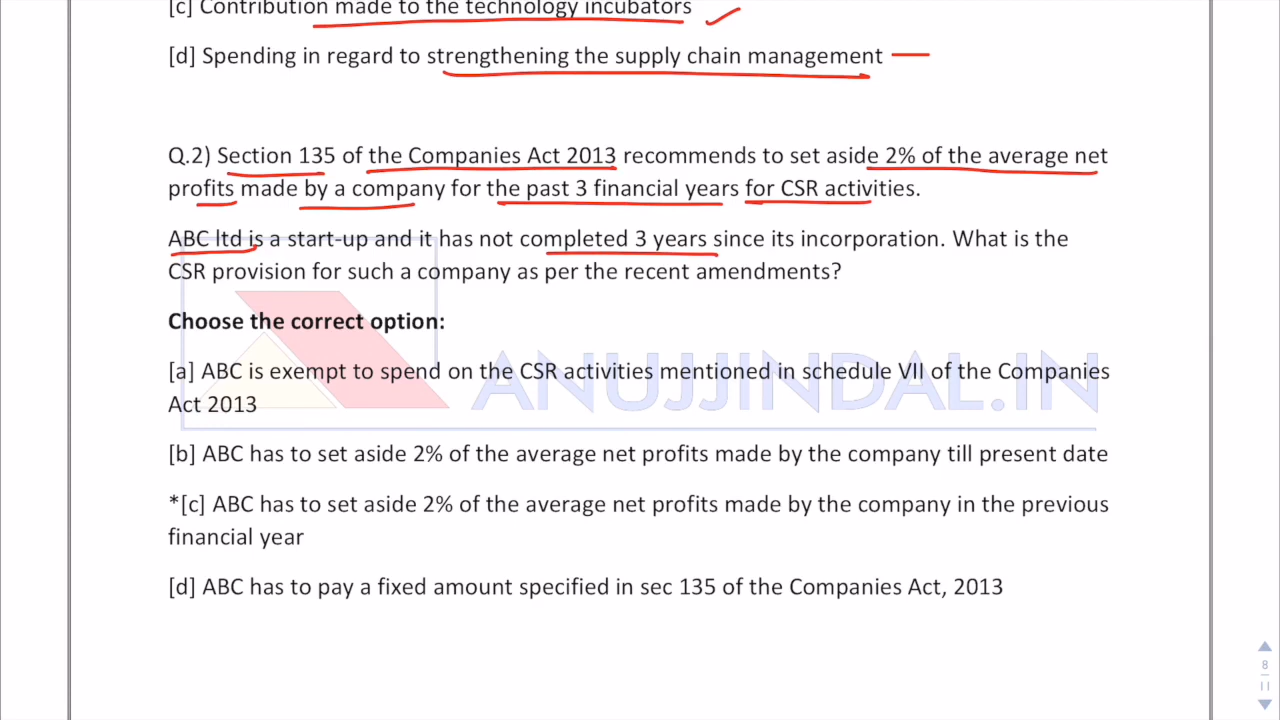 [c] Contribution made to the technology incubators
[d] Spending in regard to strengthening the supply chain management
Q.2) Section 135 of the Companies Act 2013 recommends to set aside 2% of the average net
profits made by a company for the past 3 financial years for CSR activities.
ABC ltd is a start-up and it has not completed 3 years since its incorporation. What is the
CSR provision for such a company as per the recent amendments?
Choose the correct option:
[a] ABC is exempt to spend on the CSR activities mentioned in schedule VII of the Companies
Act 2013
ANUJJINDAL.IN
[b] ABC has to set aside 2% of the average net profits made by the company till present date
*[c] ABC has to set aside 2% of the average net profits made by the company in the previous
financial year
[d] ABC has to pay a fixed amount specified in sec 135 of the Companies Act, 2013
8
11